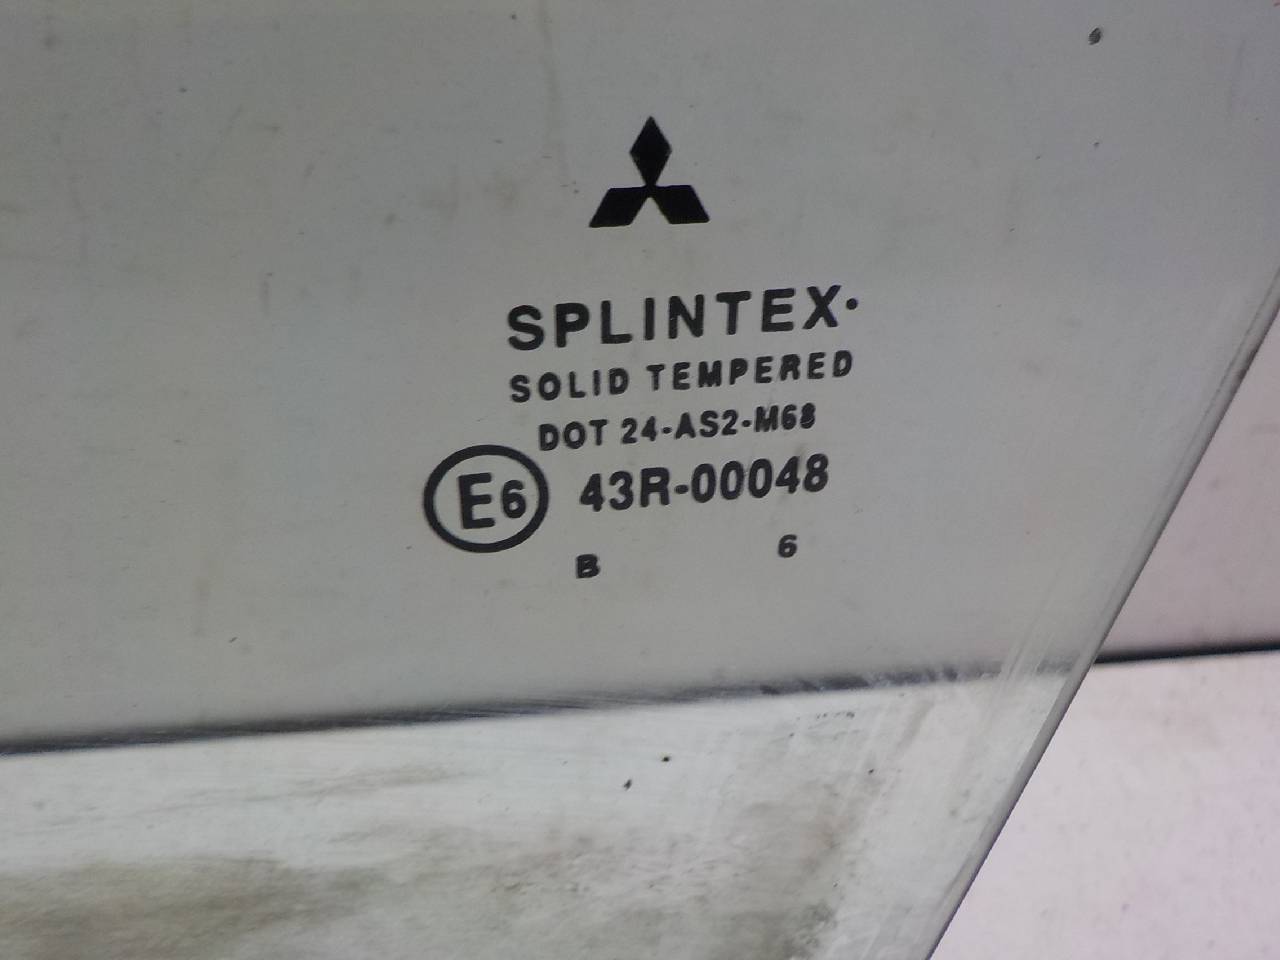 SPLINTEX·
SOLID TEMPERED
DOT 24-AS2-M68
E6 43R-00048
B 6